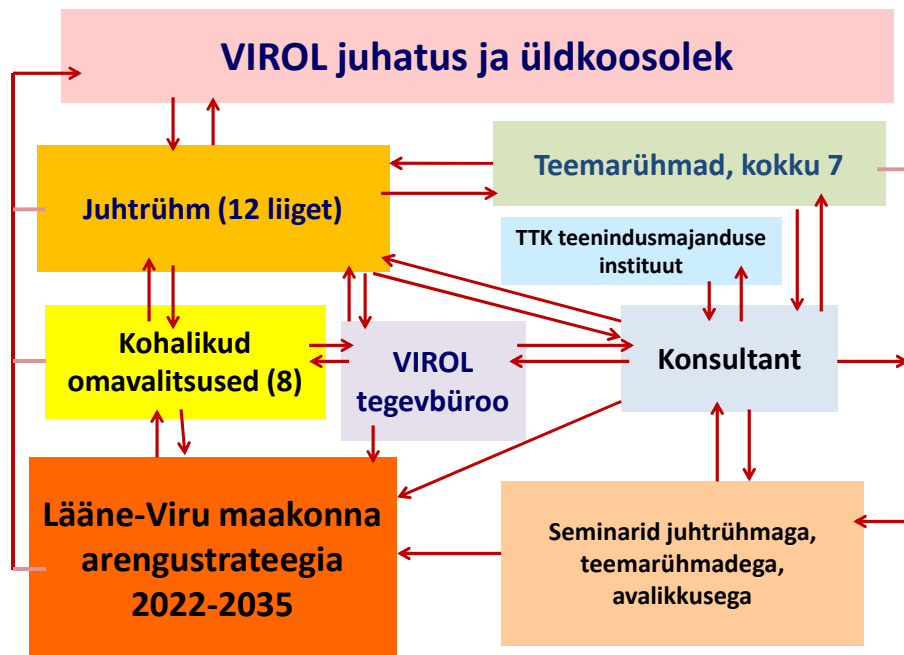 VIROL juhatus ja üldkoosolek
Juhtrühm (12 liiget)
Teemarühmad, kokku 7
TTK teenindusmajanduse
instituut
Kohalikud
omavalitsused (8)
VIROL
tegevbüroo
Konsultant
Lääne-Viru maakonna
arengustrateegia
2022-2035
Seminarid juhtrühmaga,
teemarühmadega,
avalikkusega